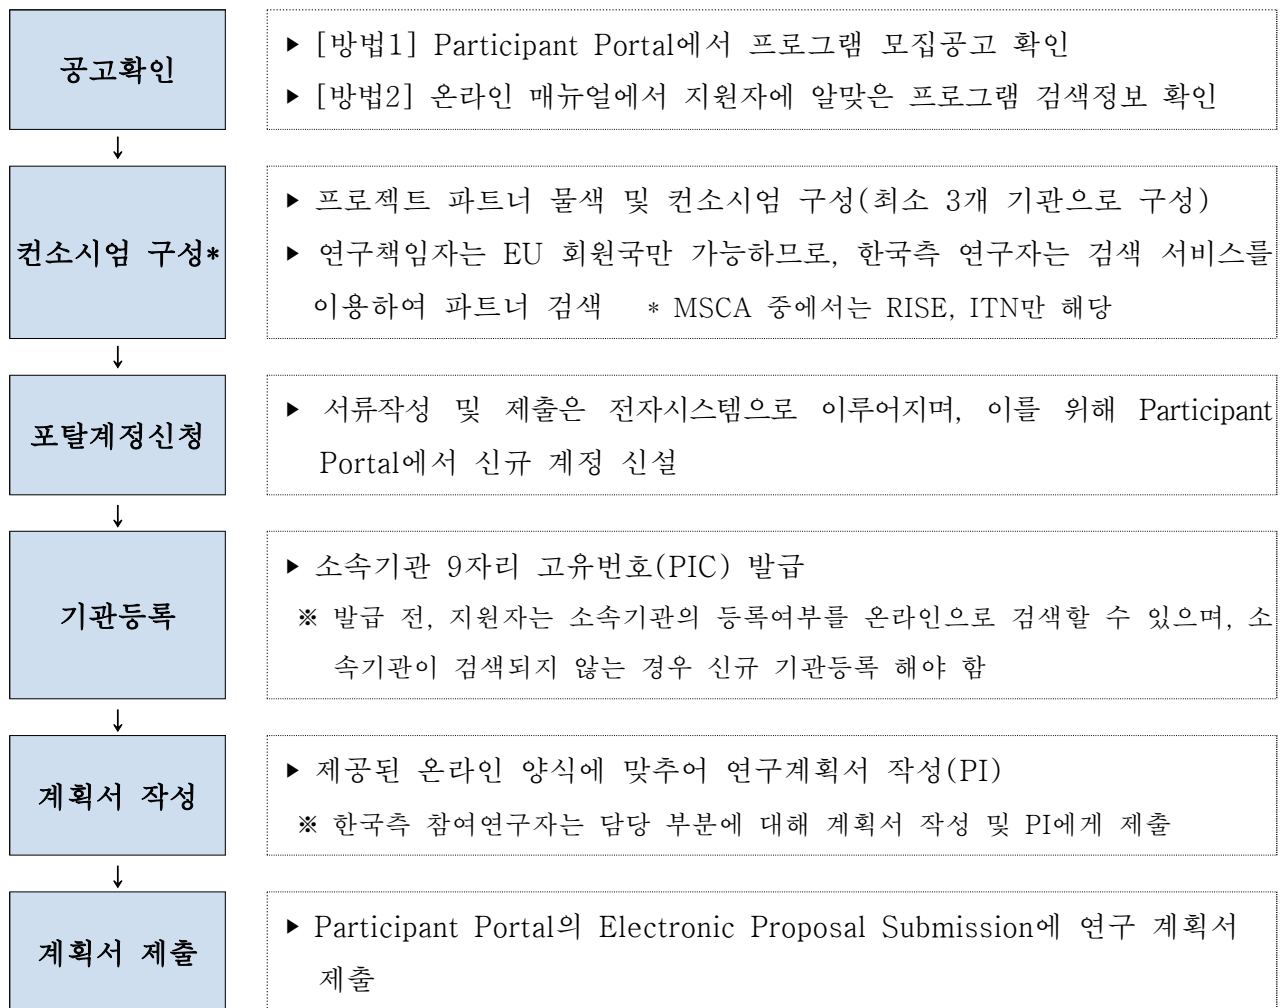 공고확인
▶ [방법1] Participant Portal에서 프로그램 모집공고 확인
▶ [방법2] 온라인 매뉴얼에서 지원자에 알맞은 프로그램 검색정보 확인
↓
컨소시엄 구성*
▶ 프로젝트 파트너 물색 및 컨소시엄 구성(최소 3개 기관으로 구성)
▶ 연구책임자는 EU 회원국만 가능하므로, 한국측 연구자는 검색 서비스를
이용하여 파트너 검색 * MSCA 중에서는 RISE, ITN만 해당
↓
포탈계정신청
▶ 서류작성 및 제출은 전자시스템으로 이루어지며, 이를 위해 Participant
Portal에서 신규 계정 신설
↓
기관등록
▶ 소속기관 9자리 고유번호(PIC) 발급
※ 발급 전, 지원자는 소속기관의 등록여부를 온라인으로 검색할 수 있으며, 소
속기관이 검색되지 않는 경우 신규 기관등록 해야 함
↓
계획서 작성
▶ 제공된 온라인 양식에 맞추어 연구계획서 작성(PI)
※ 한국측 참여연구자는 담당 부분에 대해 계획서 작성 및 PI에게 제출
↓
계획서 제출
▶ Participant Portal의 Electronic Proposal Submission에 연구 계획서
제출